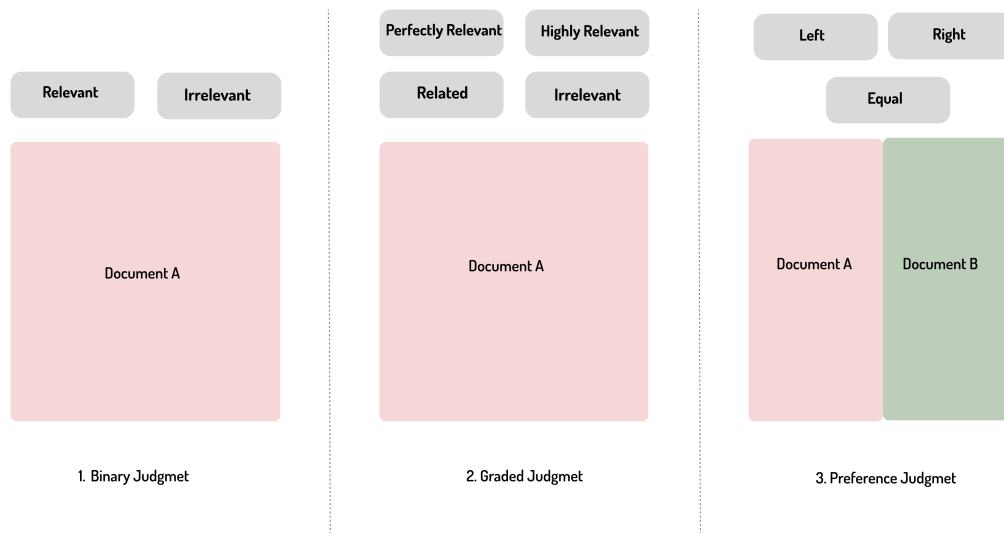 Relevant
Irrelevant
Document A
1. Binary Judgmet
Perfectly Relevant
Highly Relevant
Related
Irrelevant
Document A
2. Graded Judgmet
Left
Right
Equal
Document A
Document B
3. Preference Judgmet